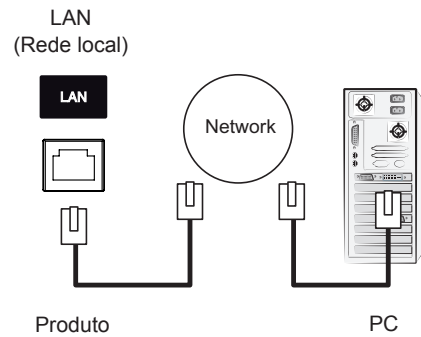 LAN
(Rede local)
LAN
Network
Produto
PC